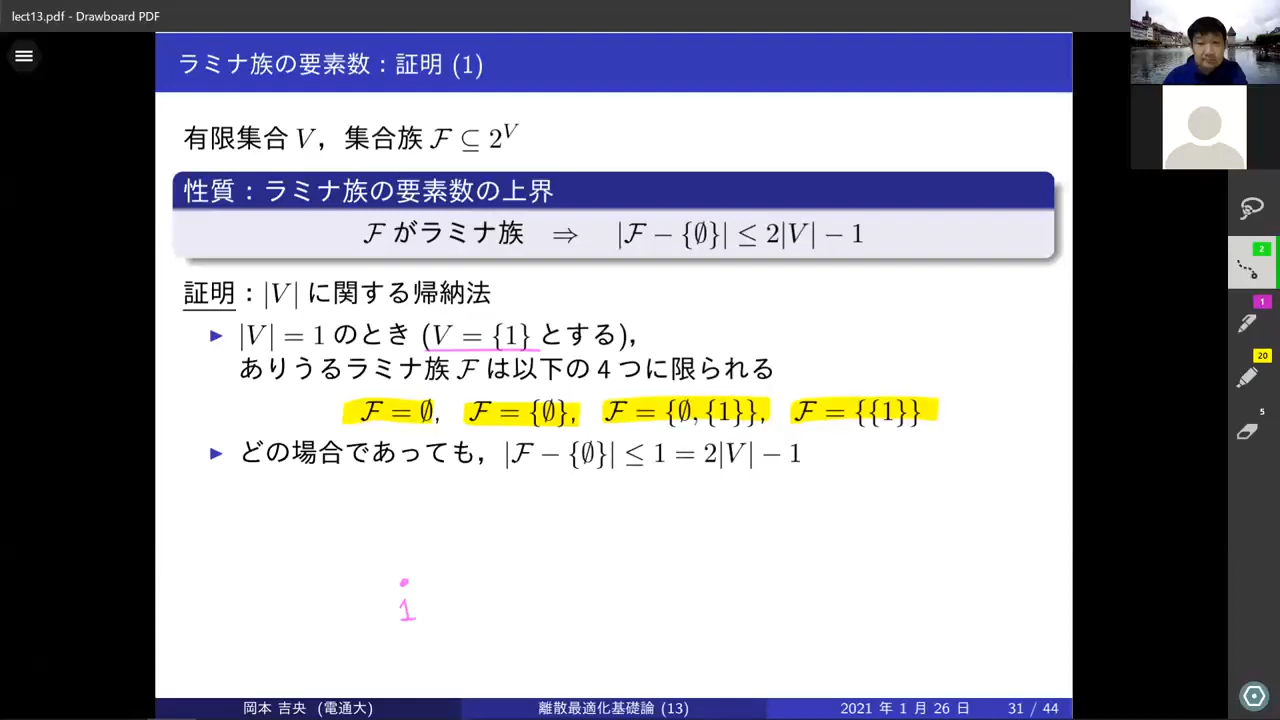 lect13.pdf - Drawboard PDF
ラミナ族の要素数：証明 (1)
有限集合 V，集合族 𝓕 ⊆ 2^V
性質：ラミナ族の要素数の上界
𝓕 がラミナ族 ⇒ |𝓕 − {∅}| ≤ 2|V| − 1
証明：|V| に関する帰納法
▶ |V| = 1 のとき (V = {1} とする)，
ありうるラミナ族 𝓕 は以下の 4 つに限られる
𝓕 = ∅, 𝓕 = {∅}, 𝓕 = {∅, {1}}, 𝓕 = {{1}}
▶ どの場合であっても，|𝓕 − {∅}| ≤ 1 = 2|V| − 1
1
岡本 吉央 (電通大) 離散最適化基礎論 (13) 2021 年 1 月 26 日 31 / 44
2
1
20
5